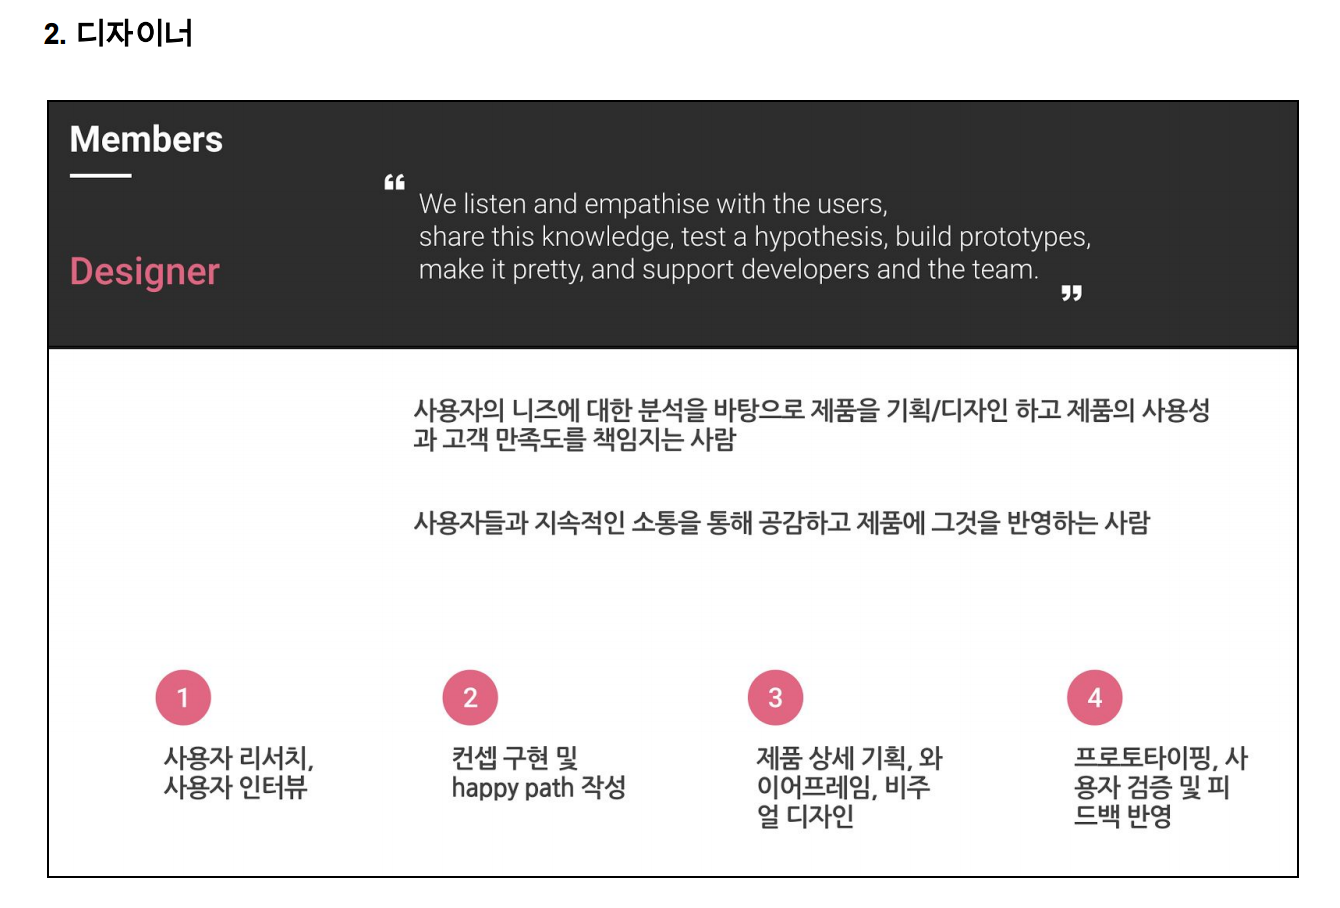 2. 디자이너
Members
Designer
“
We listen and empathise with the users,
share this knowledge, test a hypothesis, build prototypes,
make it pretty, and support developers and the team.
”
사용자의 니즈에 대한 분석을 바탕으로 제품을 기획/디자인 하고 제품의 사용성
과 고객 만족도를 책임지는 사람
사용자들과 지속적인 소통을 통해 공감하고 제품에 그것을 반영하는 사람
1
사용자 리서치,
사용자 인터뷰
2
컨셉 구현 및
happy path 작성
3
제품 상세 기획, 와
이어프레임, 비주
얼 디자인
4
프로토타이핑, 사
용자 검증 및 피
드백 반영